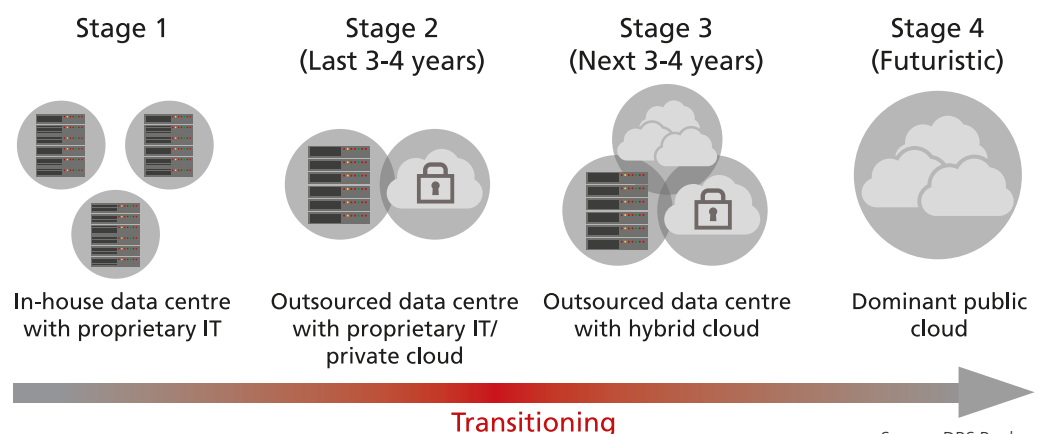 Stage 1
Stage 2
(Last 3-4 years)
Stage 3
(Next 3-4 years)
Stage 4
(Futuristic)
In-house data centre
with proprietary IT
Outsourced data centre
with proprietary IT/
private cloud
Outsourced data centre
with hybrid cloud
Dominant public
cloud
Transitioning